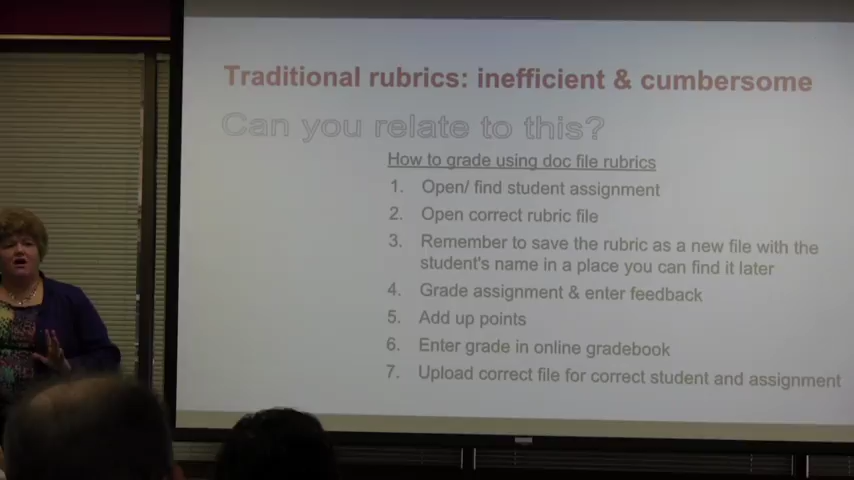 Traditional rubrics: inefficient & cumbersome
Can you relate to this?
How to grade using doc file rubrics
1. Open/ find student assignment
2. Open correct rubric file
3. Remember to save the rubric as a new file with the
student's name in a place you can find it later
4. Grade assignment & enter feedback
5. Add up points
6. Enter grade in online gradebook
7. Upload correct file for correct student and assignment